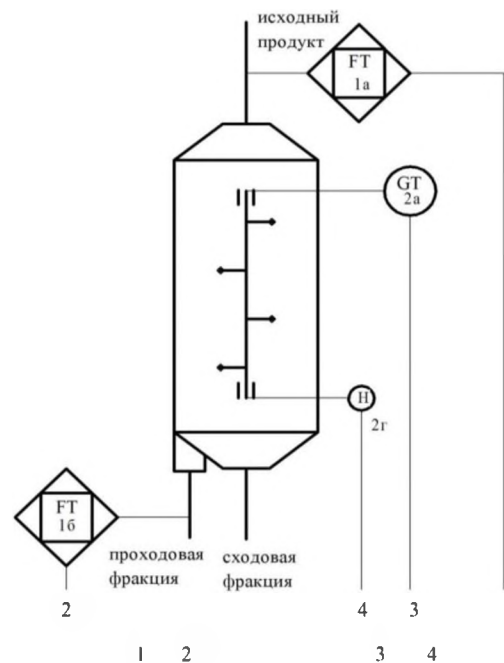 исходный
продукт
FT
1а
GT
2а
Н
2г
FT
1б
проходовая
фракция
сходовая
фракция
2
4
3
1 2 3 4